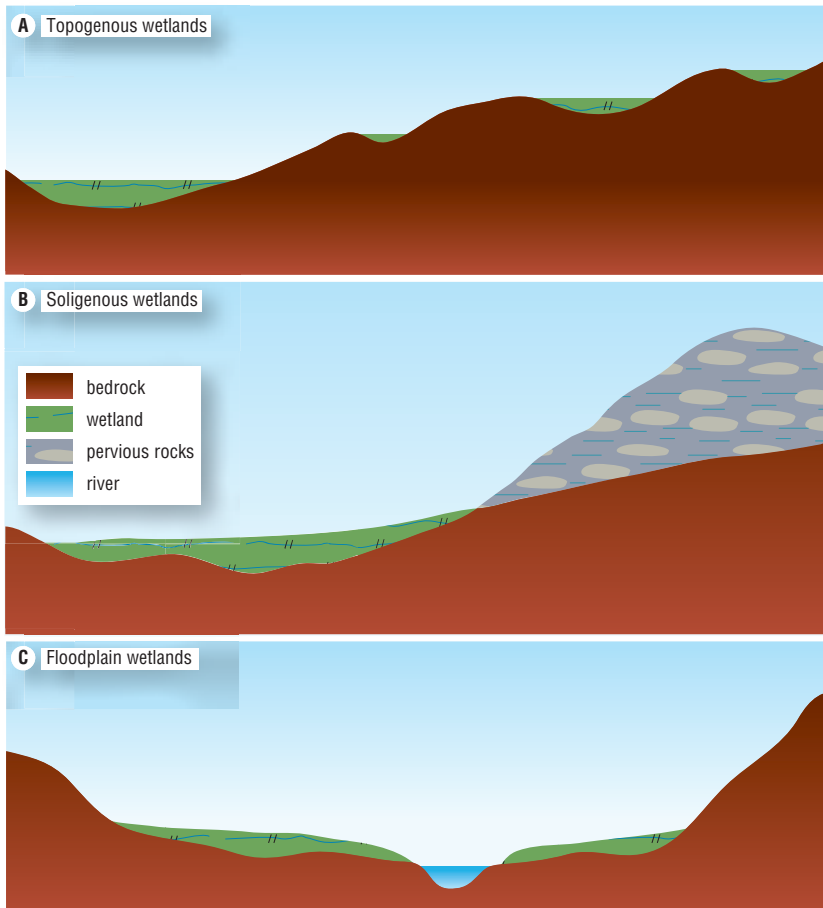 A Topogenous wetlands
B Soligenous wetlands
bedrock
wetland
pervious rocks
river
C Floodplain wetlands